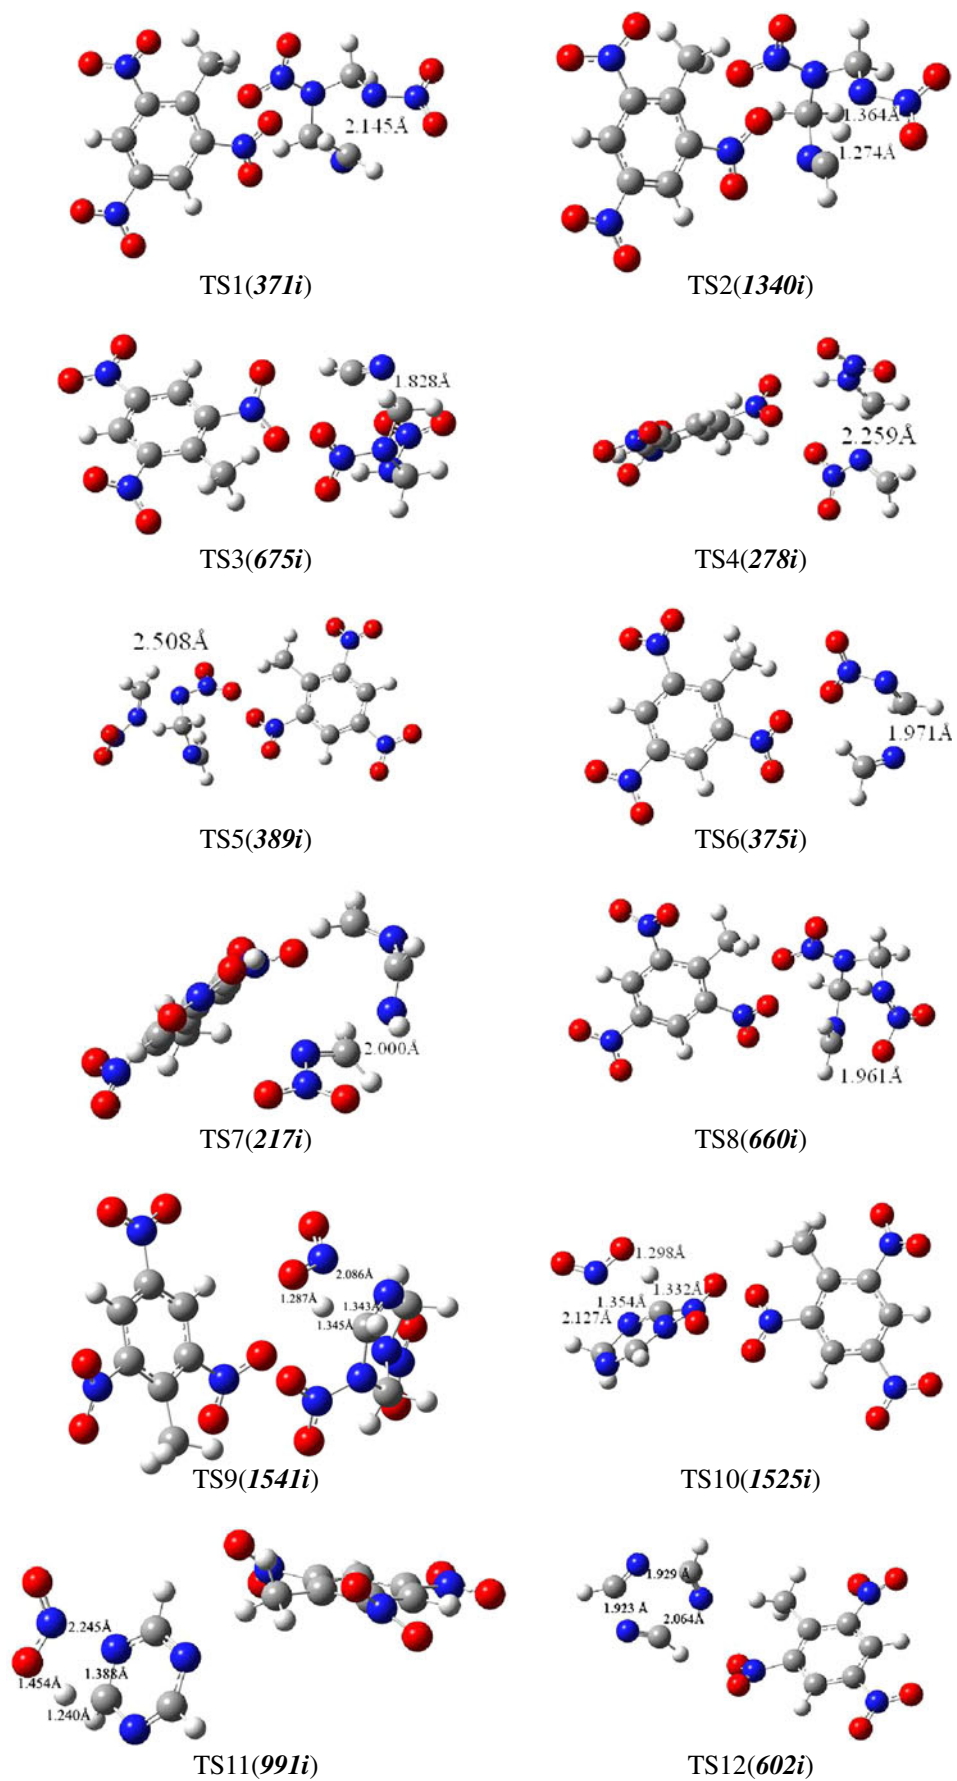 2.145Å
1.364Å
1.274Å
TS1(371i)
TS2(1340i)
1.828Å
2.259Å
TS3(675i)
TS4(278i)
2.508Å
1.971Å
TS5(389i)
TS6(375i)
2.000Å
1.961Å
TS7(217i)
TS8(660i)
2.086Å
1.287Å
1.343Å
1.345Å
1.298Å
1.332Å
1.354Å
2.127Å
TS9(1541i)
TS10(1525i)
2.245Å
1.388Å
1.454Å
1.240Å
1.929 Å
1.923 Å
2.064Å
TS11(991i)
TS12(602i)